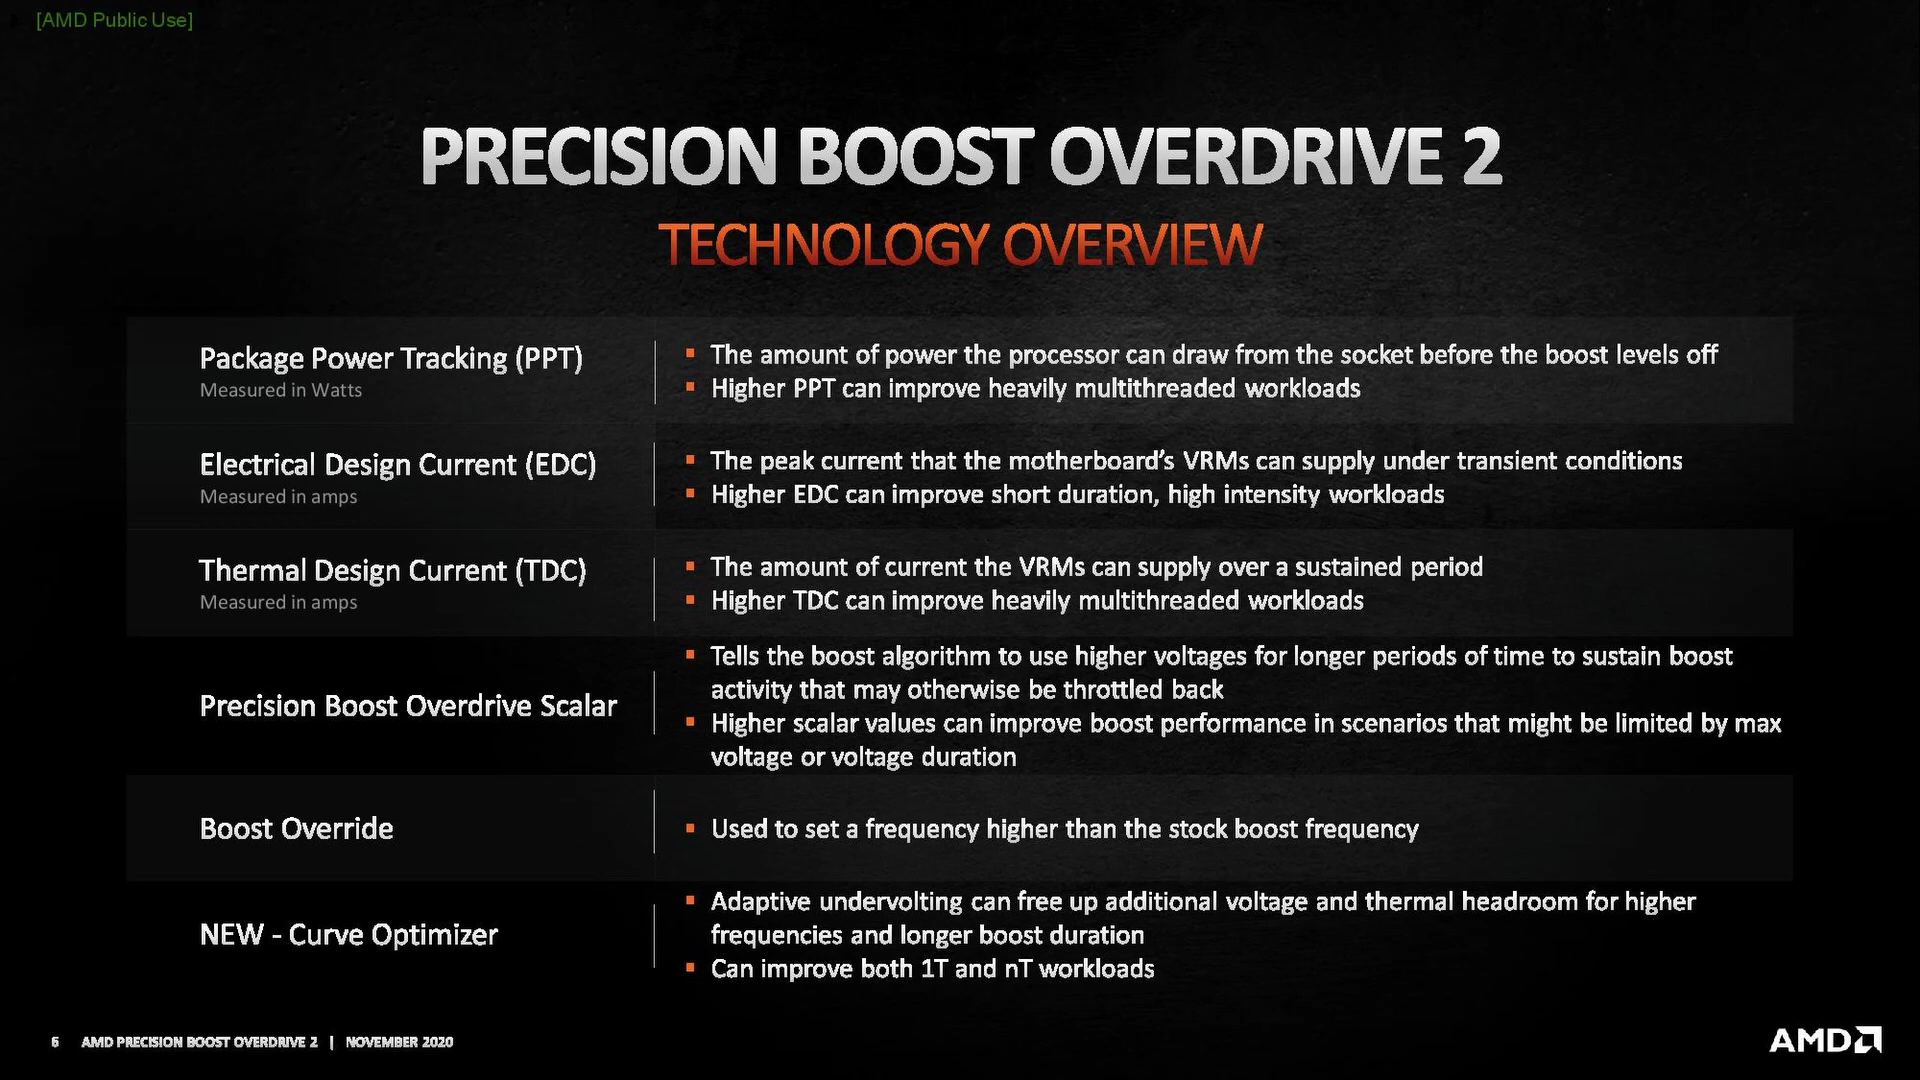 [AMD Public Use]
PRECISION BOOST OVERDRIVE 2
TECHNOLOGY OVERVIEW
Package Power Tracking (PPT)
Measured in Watts
▪ The amount of power the processor can draw from the socket before the boost levels off
▪ Higher PPT can improve heavily multithreaded workloads
Electrical Design Current (EDC)
Measured in amps
▪ The peak current that the motherboard’s VRMs can supply under transient conditions
▪ Higher EDC can improve short duration, high intensity workloads
Thermal Design Current (TDC)
Measured in amps
▪ The amount of current the VRMs can supply over a sustained period
▪ Higher TDC can improve heavily multithreaded workloads
Precision Boost Overdrive Scalar
▪ Tells the boost algorithm to use higher voltages for longer periods of time to sustain boost
activity that may otherwise be throttled back
▪ Higher scalar values can improve boost performance in scenarios that might be limited by max
voltage or voltage duration
Boost Override
▪ Used to set a frequency higher than the stock boost frequency
NEW - Curve Optimizer
▪ Adaptive undervolting can free up additional voltage and thermal headroom for higher
frequencies and longer boost duration
▪ Can improve both 1T and nT workloads
6 AMD PRECISION BOOST OVERDRIVE 2 | NOVEMBER 2020
AMD